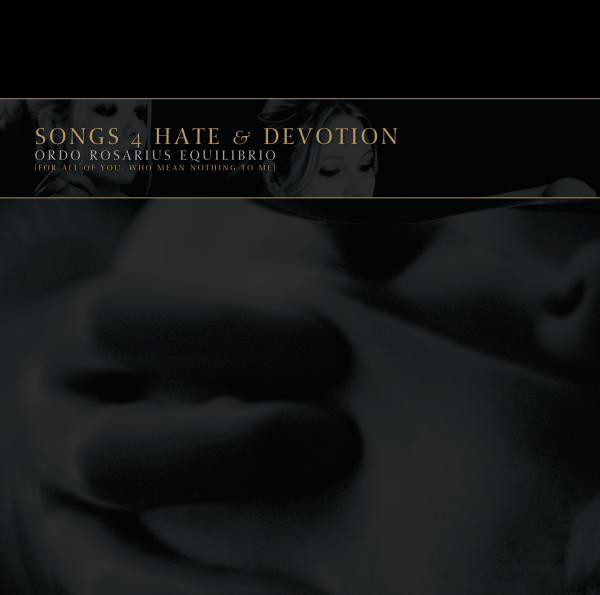 SONGS 4 HATE & DEVOTION
ORDO ROSARIUS EQUILIBRIO
[FOR ALL OF YOU, WHO MEAN NOTHING TO ME]